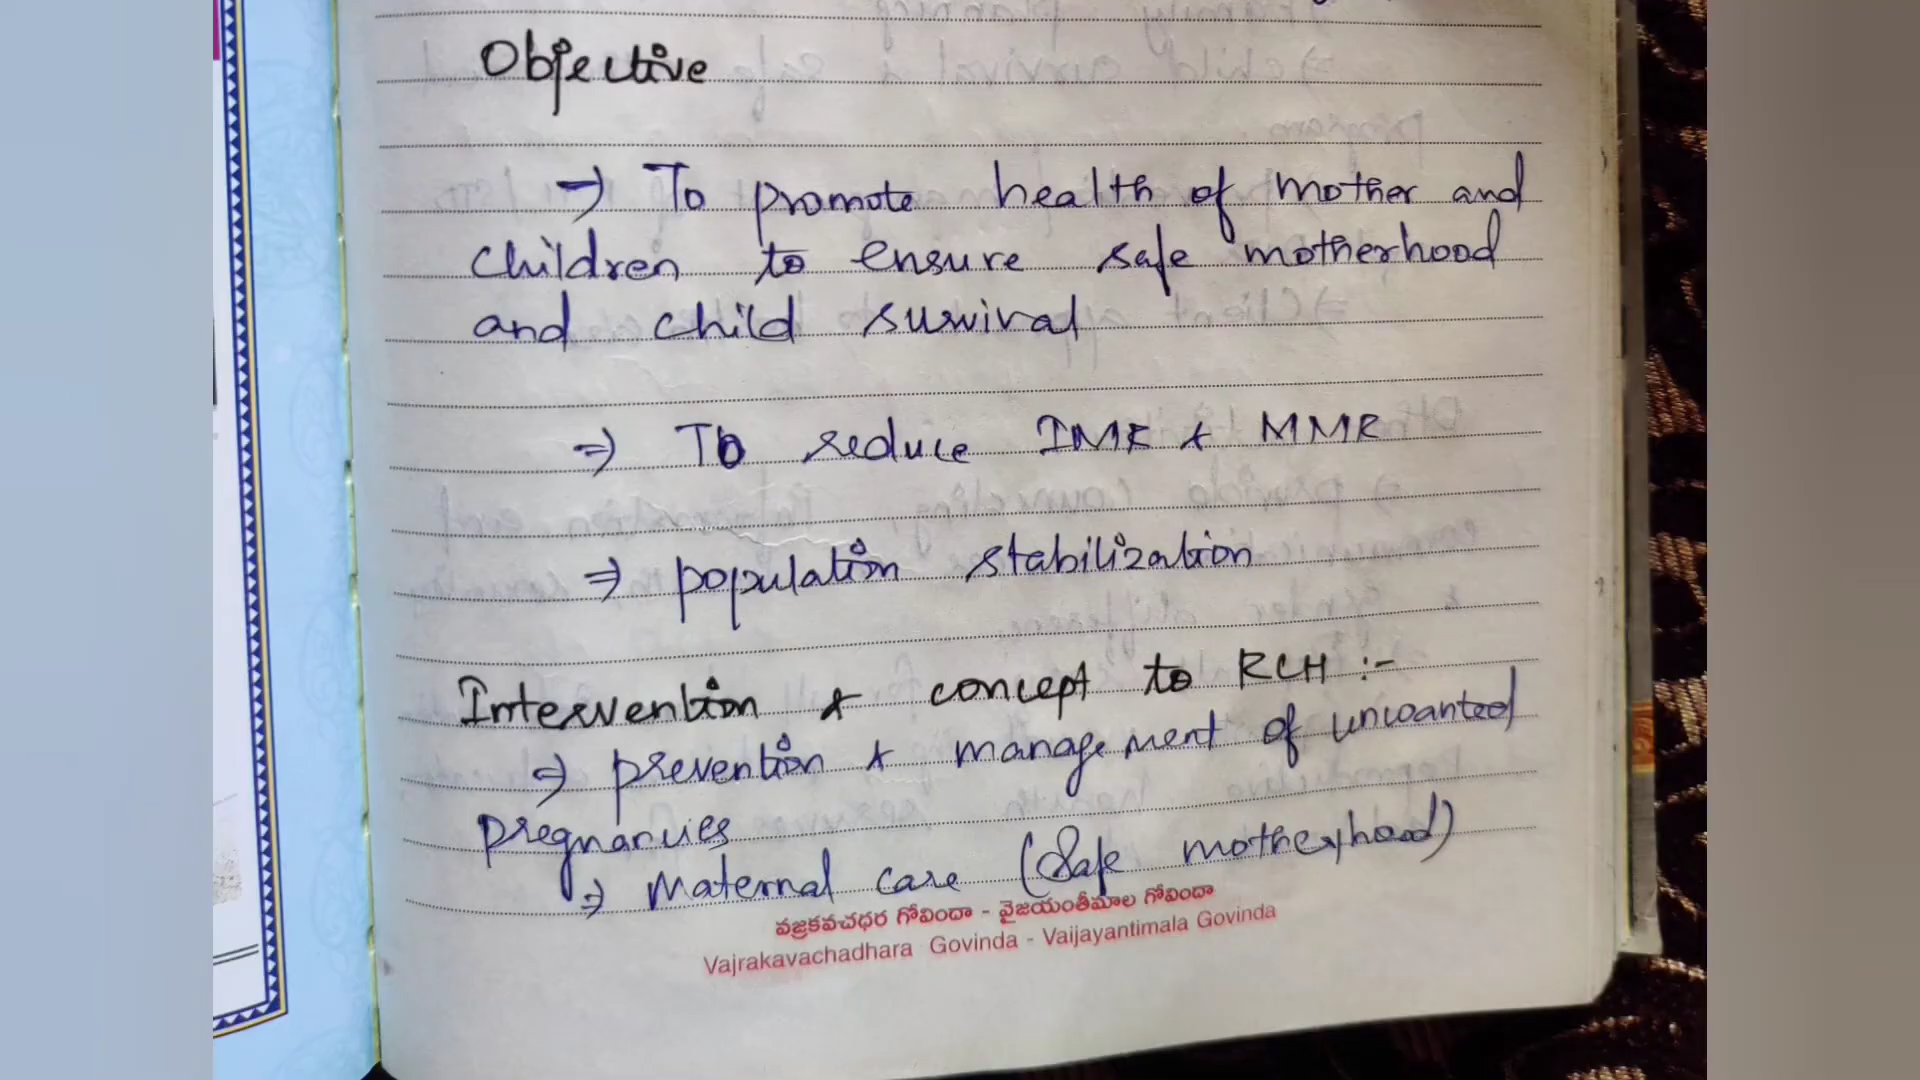 Objective
⇒ To promote health of mother and
children to ensure safe motherhood
and child survival
⇒ To reduce IMR & MMR
⇒ population stabilization
Intervention & concept to RCH :-
⇒ prevention & management of unwanted
pregnancies
⇒ Maternal care (Safe motherhood)
వజ్రకవచధర గోవిందా - వైజయంతీమాల గోవిందా
Vajrakavachadhara Govinda - Vaijayantimala Govinda